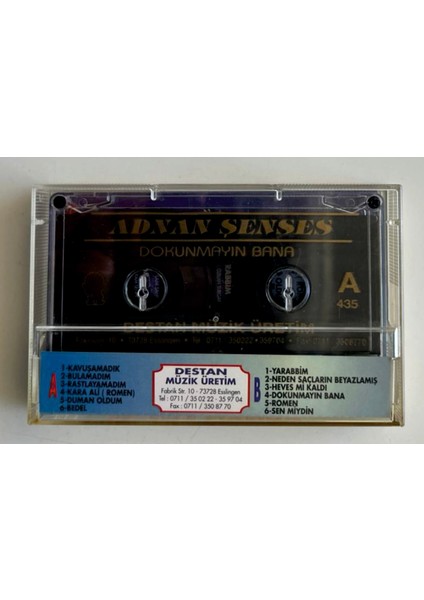 ADNAN ŞENSES
DOKUNMAYIN BANA
YARABBİM
A
435
DESTAN MÜZİK ÜRETİM
A
1-KAVUŞAMADIK
2-BULAMADIM
3-RASTLAYAMADIM
4-KARA ALİ ( ROMEN)
5-DUMAN OLDUM
6-BEDEL
DESTAN
MÜZİK ÜRETİM
Fabrik Str. 10 - 73728 Esslingen
Tel : 0711 / 35 02 22 - 35 97 04
Fax : 0711 / 350 87 70
B
1-YARABBİM
2-NEDEN SAÇLARIN BEYAZLAMIŞ
3-HEVES Mİ KALDI
4-DOKUNMAYIN BANA
5-ROMEN
6-SEN MİYDİN